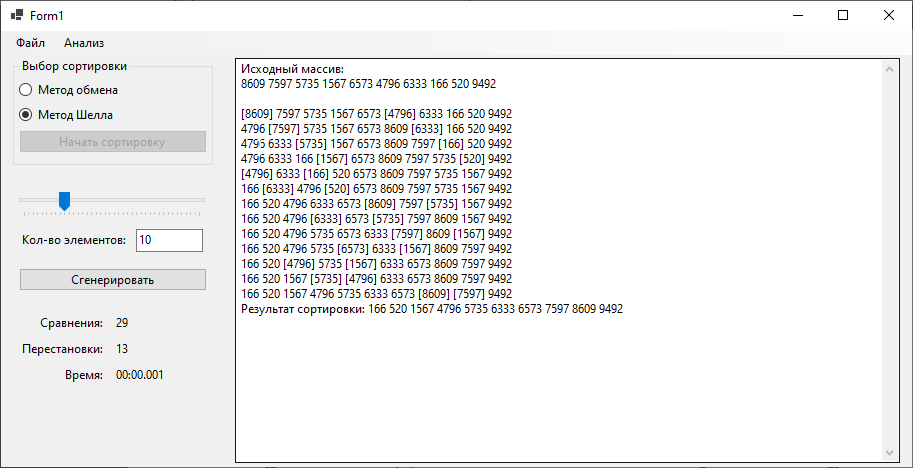 Form1
Файл Анализ
Выбор сортировки
Метод обмена
Метод Шелла
Начать сортировку
Кол-во элементов: 10
Сгенерировать
Сравнения: 29
Перестановки: 13
Время: 00:00.001
Исходный массив:
8609 7597 5735 1567 6573 4796 6333 166 520 9492
[8609] 7597 5735 1567 6573 [4796] 6333 166 520 9492
4796 [7597] 5735 1567 6573 8609 [6333] 166 520 9492
4796 6333 [5735] 1567 6573 8609 7597 [166] 520 9492
4796 6333 166 [1567] 6573 8609 7597 5735 [520] 9492
[4796] 6333 [166] 520 6573 8609 7597 5735 1567 9492
166 [6333] 4796 [520] 6573 8609 7597 5735 1567 9492
166 520 4796 6333 6573 [8609] 7597 [5735] 1567 9492
166 520 4796 [6333] 6573 [5735] 7597 8609 1567 9492
166 520 4796 5735 6573 6333 [7597] 8609 [1567] 9492
166 520 4796 5735 [6573] 6333 [1567] 8609 7597 9492
166 520 [4796] 5735 [1567] 6333 6573 8609 7597 9492
166 520 1567 [5735] [4796] 6333 6573 8609 7597 9492
166 520 1567 4796 5735 6333 6573 [8609] [7597] 9492
Результат сортировки: 166 520 1567 4796 5735 6333 6573 7597 8609 9492